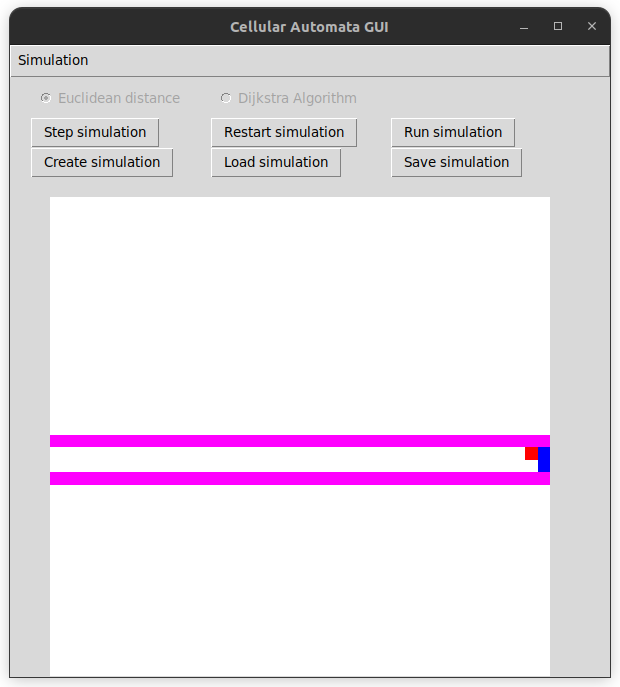 Cellular Automata GUI
Simulation
Euclidean distance Dijkstra Algorithm
Step simulation Restart simulation Run simulation
Create simulation Load simulation Save simulation